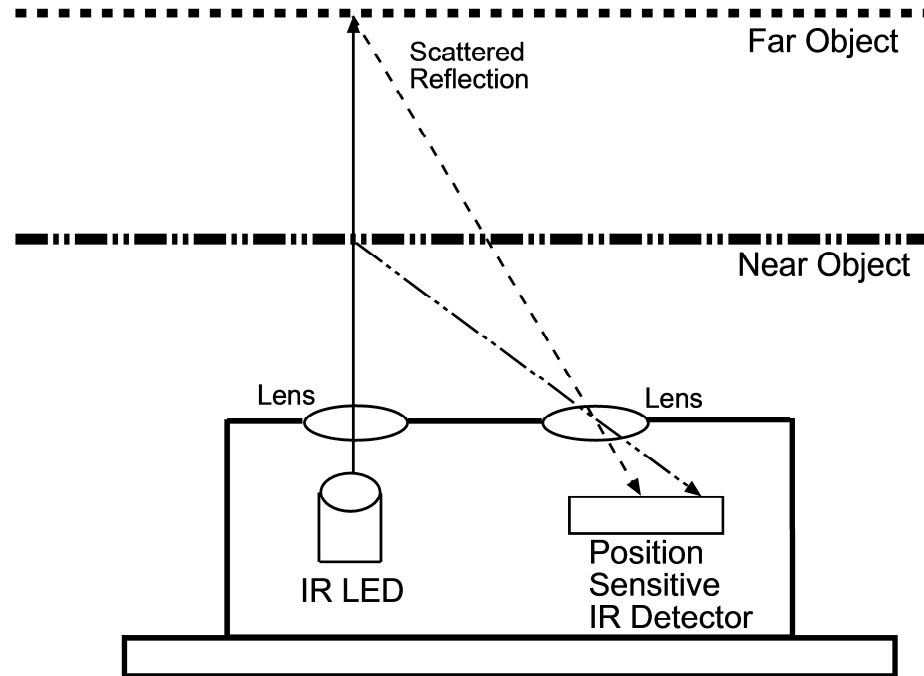 Far Object
Scattered
Reflection
Near Object
Lens
Lens
IR LED
Position
Sensitive
IR Detector